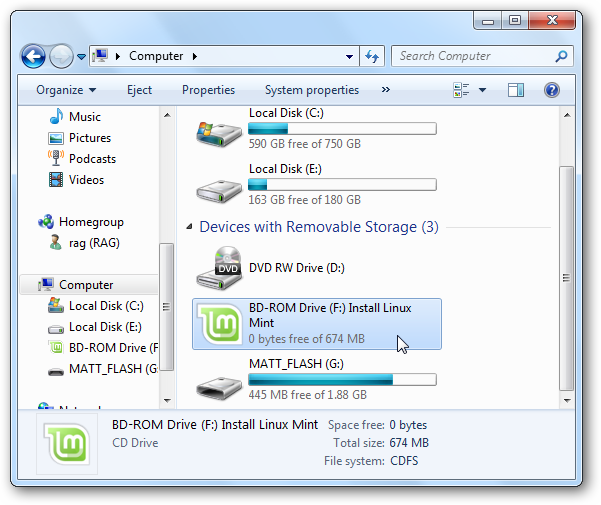 Computer
Search Computer
Organize
Eject
Properties
System properties
»
Music
Pictures
Podcasts
Videos
Homegroup
rag (RAG)
Computer
Local Disk (C:)
Local Disk (E:)
BD-ROM Drive (F
MATT_FLASH (G:
Local Disk (C:)
590 GB free of 750 GB
Local Disk (E:)
163 GB free of 180 GB
Devices with Removable Storage (3)
DVD
DVD RW Drive (D:)
BD-ROM Drive (F:) Install Linux
Mint
0 bytes free of 674 MB
MATT_FLASH (G:)
445 MB free of 1.88 GB
BD-ROM Drive (F:) Install Linux Mint
CD Drive
Space free: 0 bytes
Total size: 674 MB
File system: CDFS